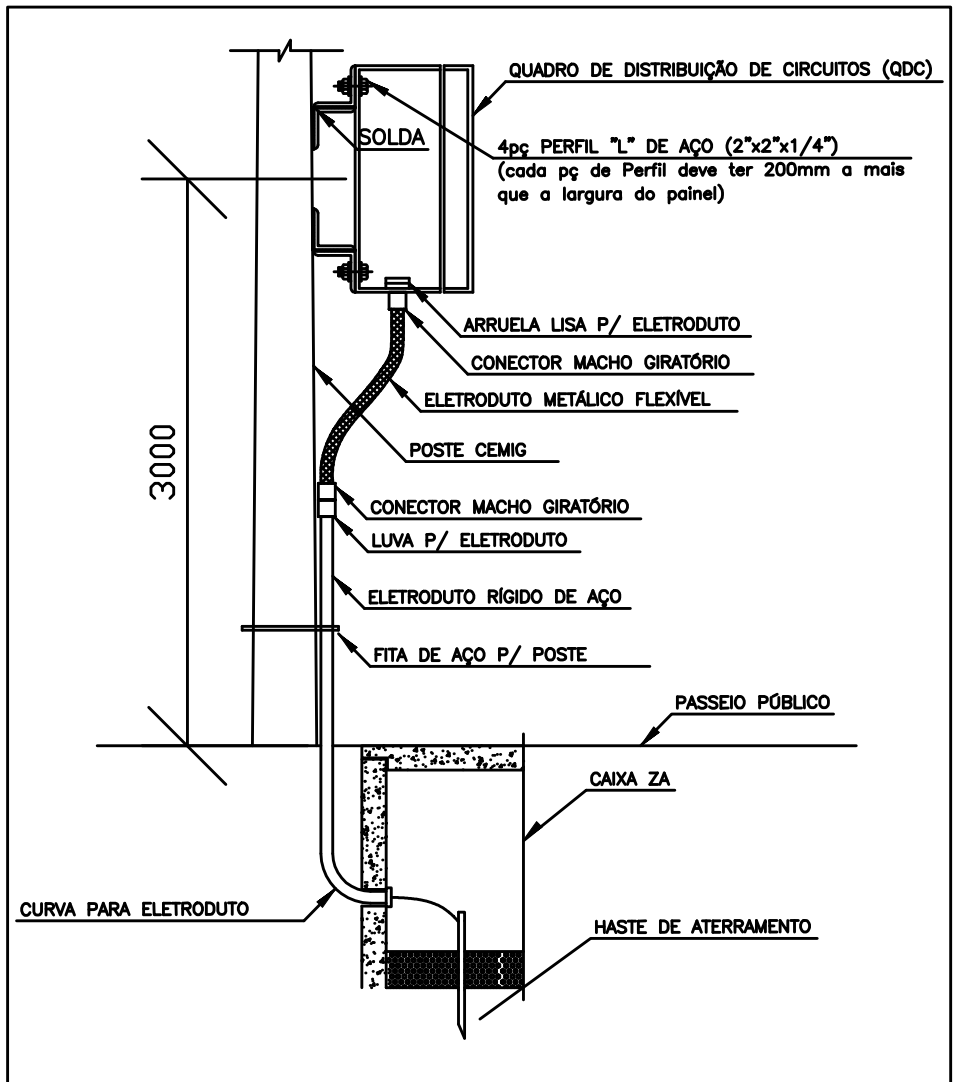 QUADRO DE DISTRIBUIÇÃO DE CIRCUITOS (QDC)
SOLDA
4pç PERFIL "L" DE AÇO (2"x2"x1/4")
(cada pç de Perfil deve ter 200mm a mais
que a largura do painel)
ARRUELA LISA P/ ELETRODUTO
CONECTOR MACHO GIRATÓRIO
ELETRODUTO METÁLICO FLEXÍVEL
POSTE CEMIG
3000
CONECTOR MACHO GIRATÓRIO
LUVA P/ ELETRODUTO
ELETRODUTO RÍGIDO DE AÇO
FITA DE AÇO P/ POSTE
PASSEIO PÚBLICO
CAIXA ZA
CURVA PARA ELETRODUTO
HASTE DE ATERRAMENTO